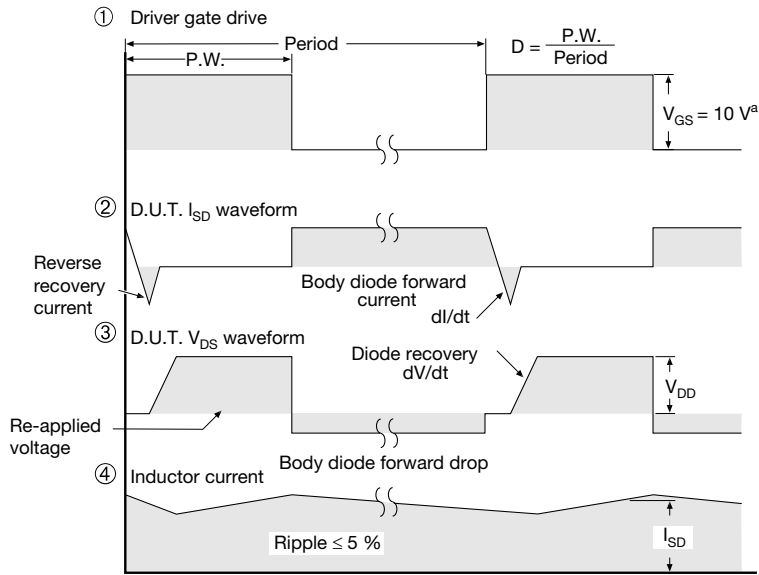 ① Driver gate drive
Period
P.W.
D = P.W.
Period
V_GS = 10 V^a
② D.U.T. I_SD waveform
Reverse
recovery
current
Body diode forward
current
dI/dt
③ D.U.T. V_DS waveform
Diode recovery
dV/dt
V_DD
Re-applied
voltage
Body diode forward drop
④ Inductor current
Ripple ≤ 5 %
I_SD